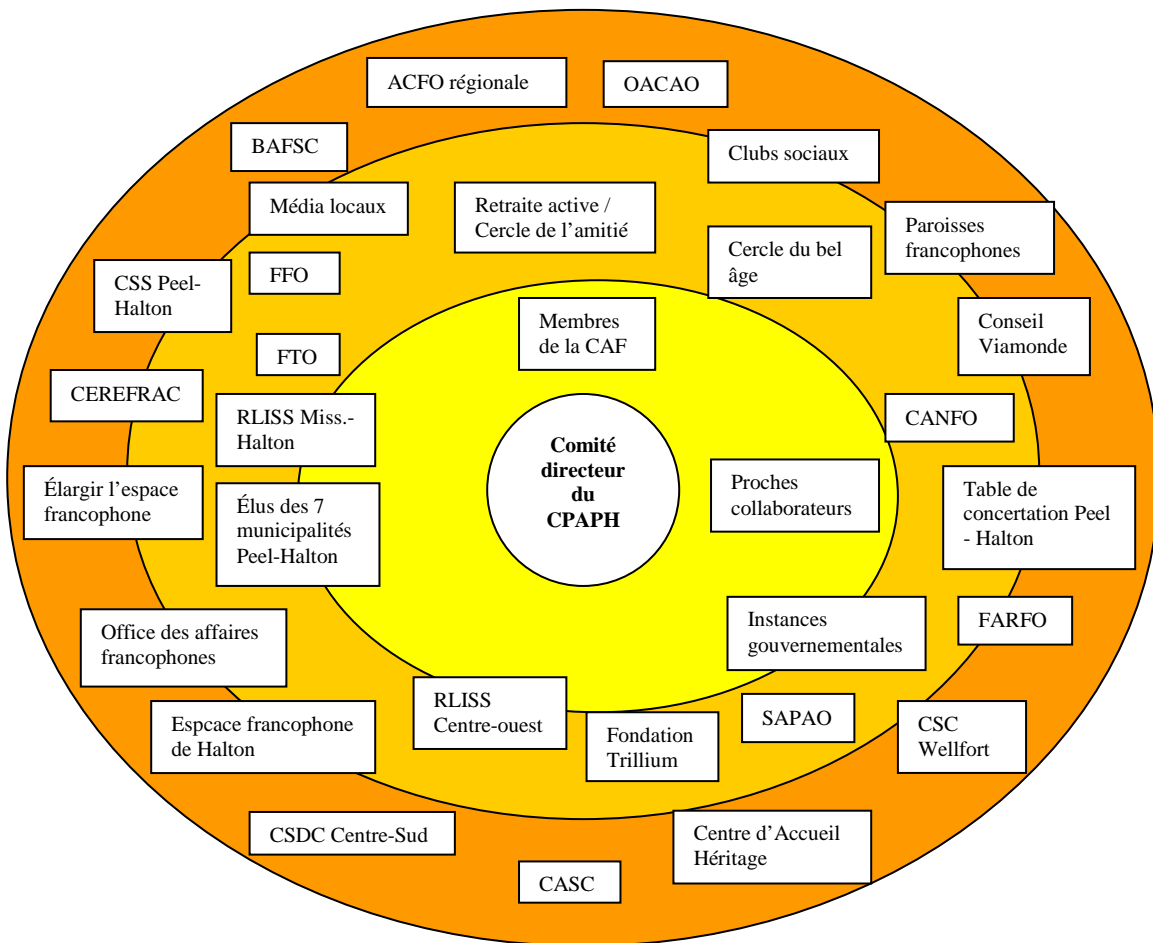 ACFO régionale
OACAO
BAFSC
Clubs sociaux
Média locaux
Retraite active /
Cercle de l’amitié
Paroisses
francophones
Cercle du bel
âge
FFO
CSS Peel-
Halton
Membres
de la CAF
Conseil
Viamonde
FTO
CEREFRAC
RLISS Miss.-
Halton
CANFO
Comité
directeur
du
CPAPH
Élargir l’espace
francophone
Élus des 7
municipalités
Peel-Halton
Proches
collaborateurs
Table de
concertation Peel
- Halton
Office des affaires
francophones
Instances
gouvernementales
FARFO
RLISS
Centre-ouest
SAPAO
Espcace francophone
de Halton
Fondation
Trillium
CSC
Wellfort
CSDC Centre-Sud
Centre d’Accueil
Héritage
CASC